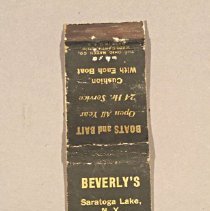 BOATS and BAIT
Open All Year
24 Hr. Service
With Each Boat
Cushion
BEVERLY'S
Saratoga Lake,
N. Y.